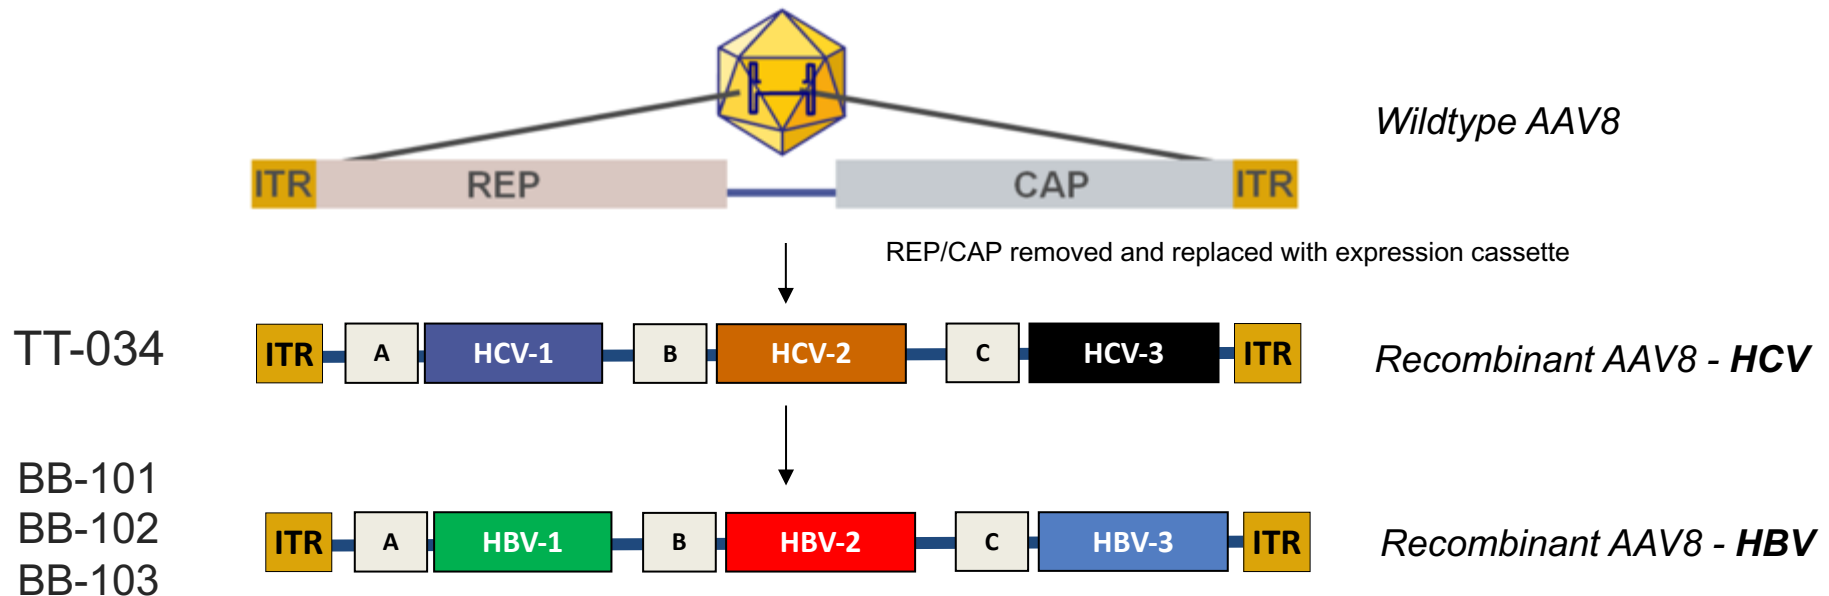 Wildtype AAV8
ITR REP CAP ITR
REP/CAP removed and replaced with expression cassette
TT-034
ITR A HCV-1 B HCV-2 C HCV-3 ITR
Recombinant AAV8 - HCV
BB-101
BB-102
BB-103
ITR A HBV-1 B HBV-2 C HBV-3 ITR
Recombinant AAV8 - HBV